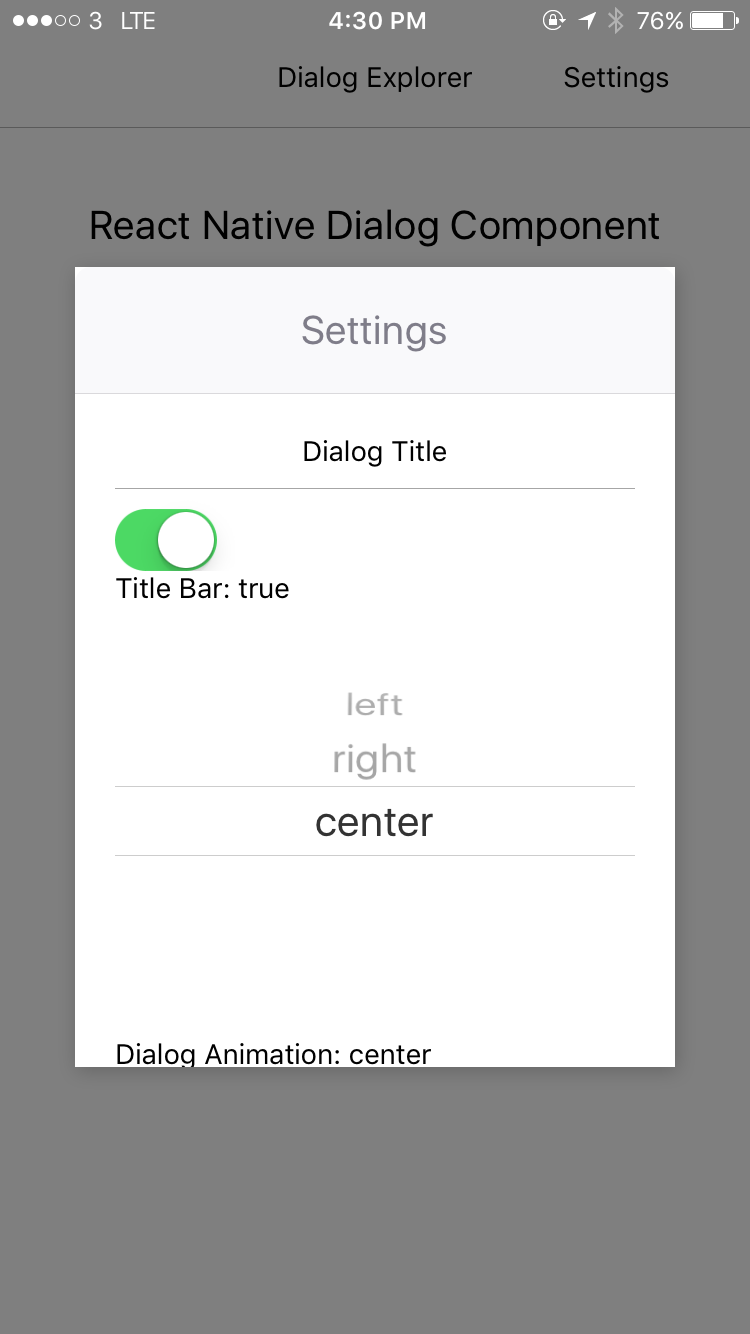 3 LTE 4:30 PM 76%
Dialog Explorer Settings
React Native Dialog Component
Settings
Dialog Title
Title Bar: true
left
right
center
Dialog Animation: center